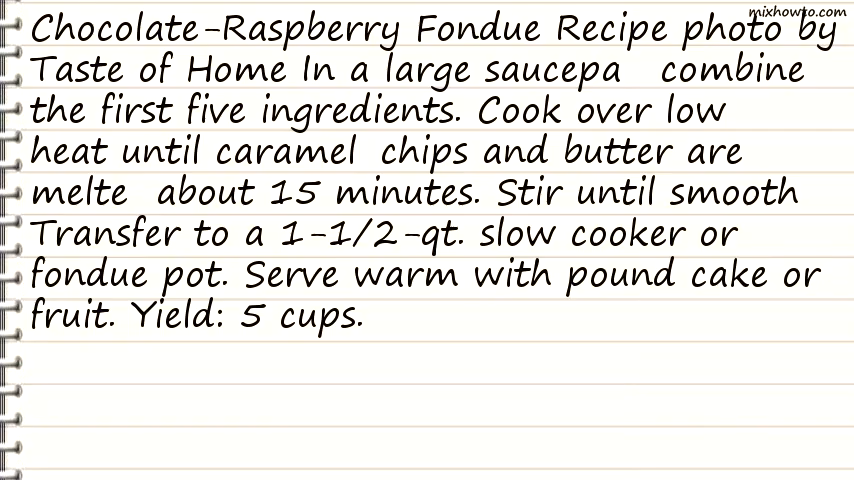 mixhowto.com
Chocolate-Raspberry Fondue Recipe photo by
Taste of Home In a large saucepa   combine
the first five ingredients. Cook over low
heat until caramel  chips and butter are
melte  about 15 minutes. Stir until smooth
Transfer to a 1-1/2-qt. slow cooker or
fondue pot. Serve warm with pound cake or
fruit. Yield: 5 cups.